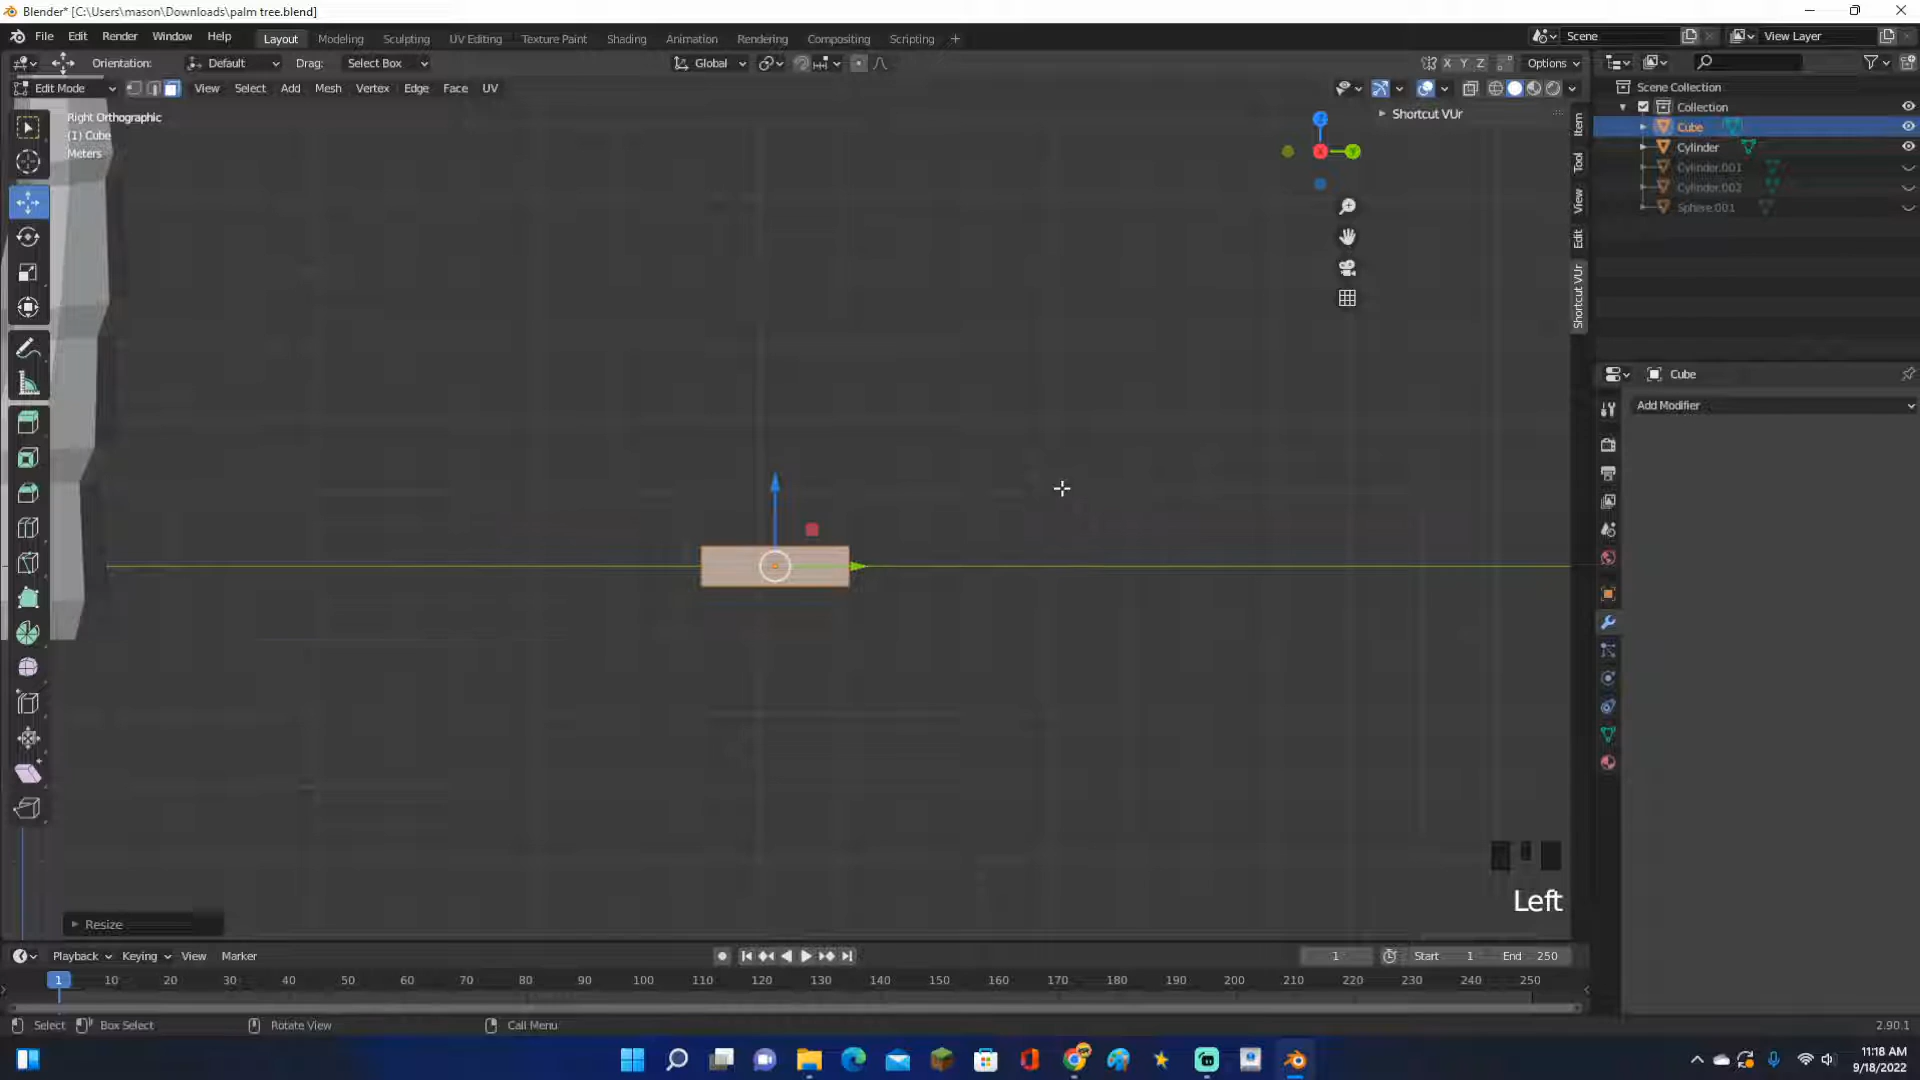 Blender* [C:\Users\mason\Downloads\palm tree.blend]
File Edit Render Window Help Layout Modeling Sculpting UV Editing Texture Paint Shading Animation Rendering Compositing Scripting + Scene View Layer
Orientation: Default Drag: Select Box Global X Y Z Options
Edit Mode View Select Add Mesh Vertex Edge Face UV
Right Orthographic
(1) Cube
Meters
Shortcut VUr
Item
Tool
View
Edit
Shortcut VUr
Scene Collection
Collection
Cube
Cylinder
Cylinder.001
Cylinder.002
Sphere.001
Cube
Add Modifier
Z
X
Y
Left
Resize
Playback Keying View Marker 1 Start 1 End 250
1 10 20 30 40 50 60 70 80 90 100 110 120 130 140 150 160 170 180 190 200 210 220 230 240 250
Select Box Select Rotate View Call Menu 2.90.1
11:18 AM
9/18/2022